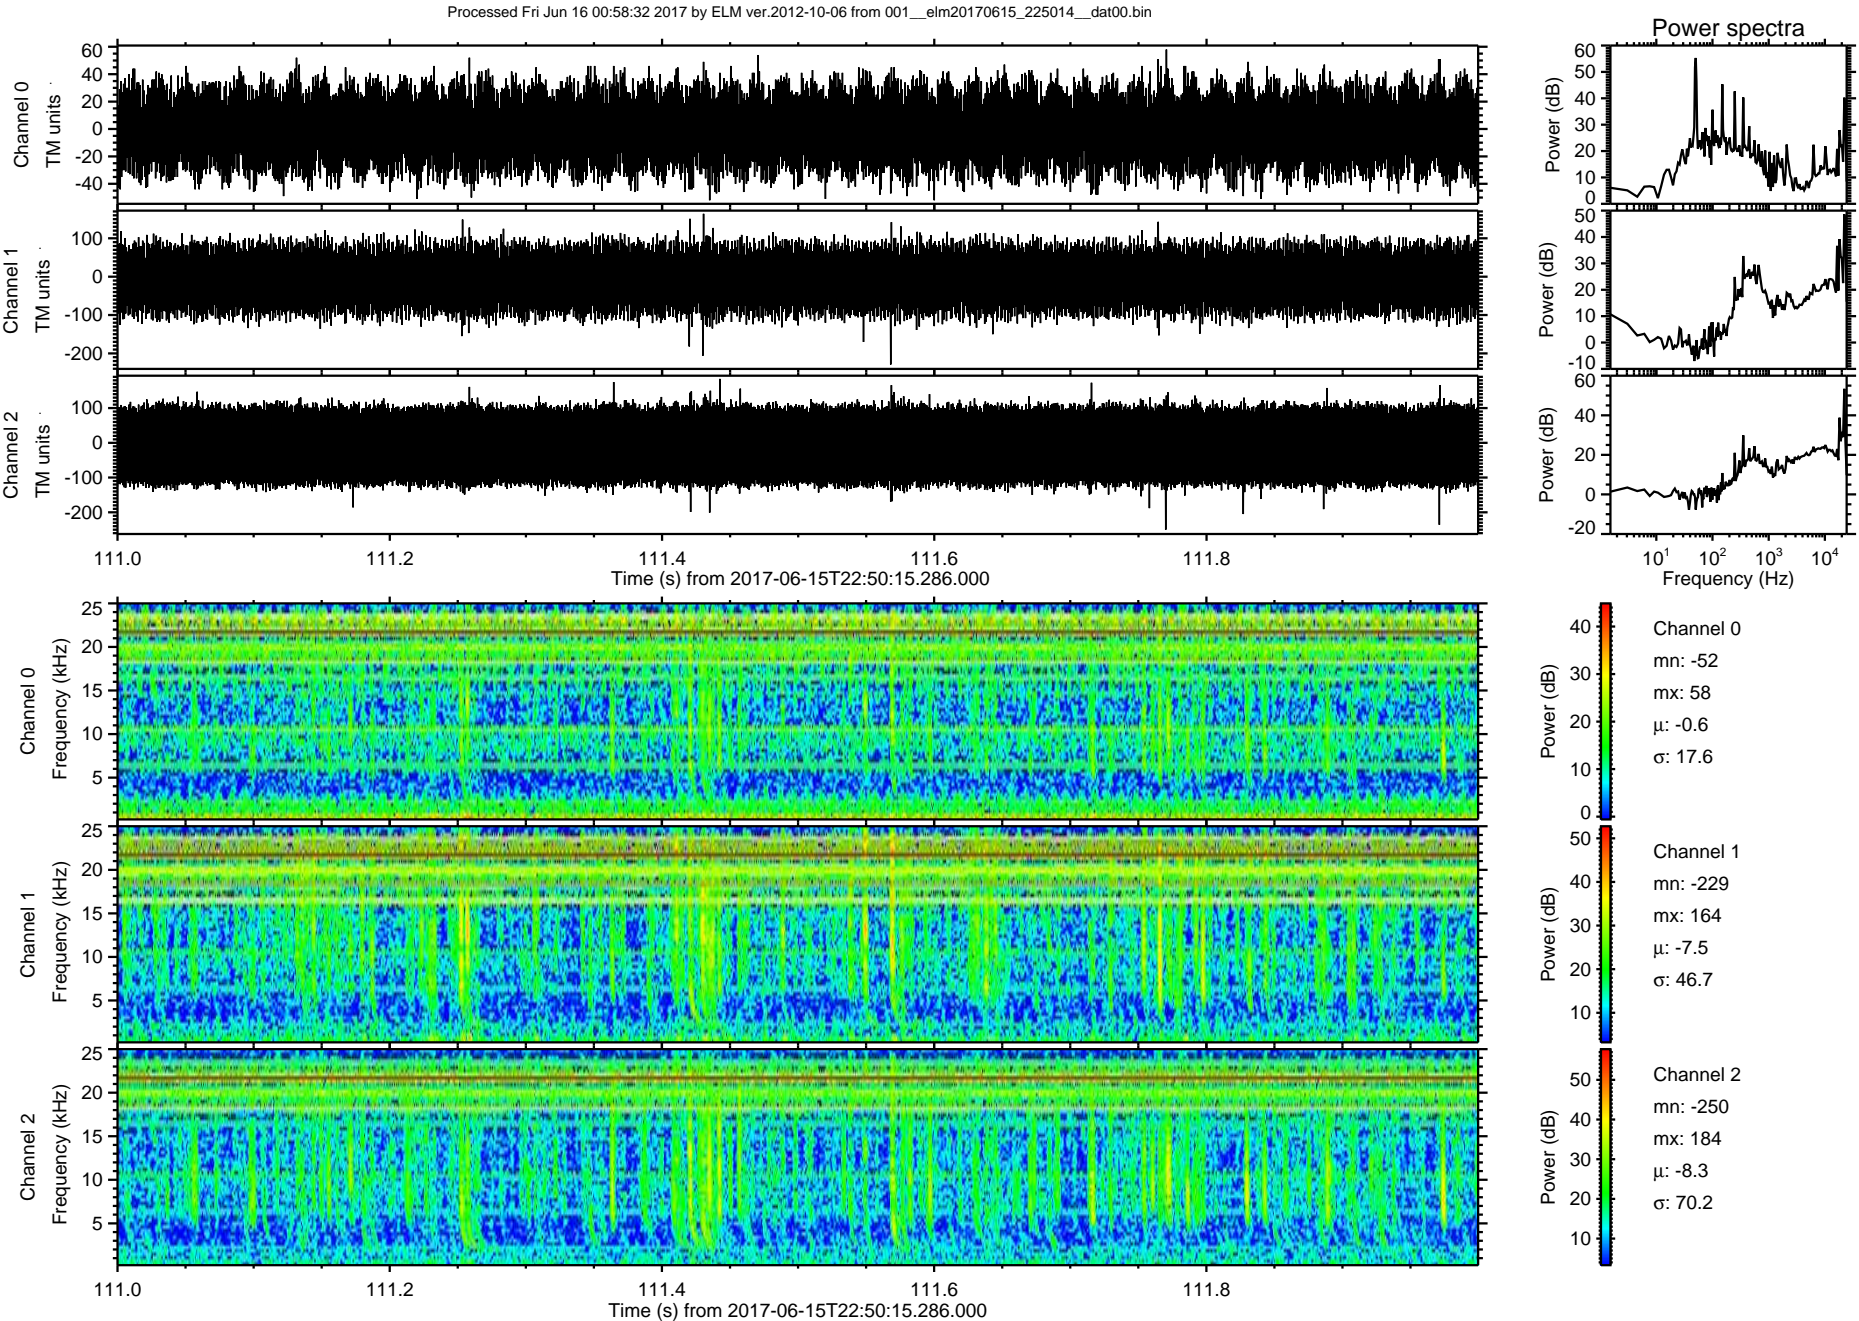 Processed Fri Jun 16 00:58:32 2017 by ELM ver.2012-10-06 from 001__elm20170615_225014__dat00.bin
Power spectra
Channel 0
TM units
60
40
20
0
-20
-40
Power (dB)
60
50
40
30
20
10
0
Channel 1
TM units
100
0
-100
-200
Power (dB)
50
40
30
20
10
0
-10
Channel 2
TM units
100
0
-100
-200
Power (dB)
60
40
20
0
-20
111.0 111.2 111.4 111.6 111.8
Time (s) from 2017-06-15T22:50:15.286.000
10^1 10^2 10^3 10^4
Frequency (Hz)
Channel 0
Frequency (kHz)
25
20
15
10
5
Power (dB)
40
30
20
10
0
Channel 0
mn: -52
mx: 58
μ: -0.6
σ: 17.6
Channel 1
Frequency (kHz)
25
20
15
10
5
Power (dB)
50
40
30
20
10
Channel 1
mn: -229
mx: 164
μ: -7.5
σ: 46.7
Channel 2
Frequency (kHz)
25
20
15
10
5
Power (dB)
50
40
30
20
10
Channel 2
mn: -250
mx: 184
μ: -8.3
σ: 70.2
111.0 111.2 111.4 111.6 111.8
Time (s) from 2017-06-15T22:50:15.286.000